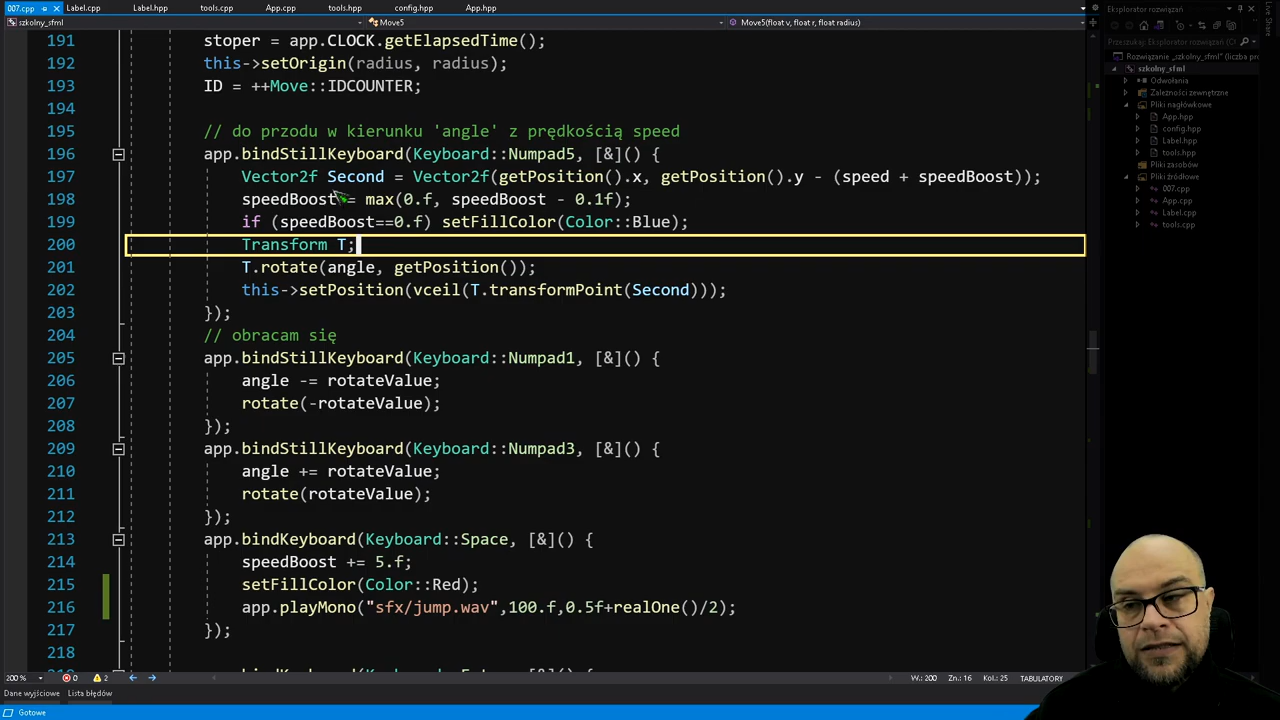 007.cpp
Label.cpp
Label.hpp
tools.cpp
App.cpp
tools.hpp
config.hpp
App.hpp
szkolny_sfml
Move5
Move5(float v, float r, float radius)
191 stoper = app.CLOCK.getElapsedTime();
192 this->setOrigin(radius, radius);
193 ID = ++Move::IDCOUNTER;
194
195 // do przodu w kierunku 'angle' z prędkością speed
196 app.bindStillKeyboard(Keyboard::Numpad5, [&]() {
197 Vector2f Second = Vector2f(getPosition().x, getPosition().y - (speed + speedBoost));
198 speedBoost = max(0.f, speedBoost - 0.1f);
199 if (speedBoost==0.f) setFillColor(Color::Blue);
200 Transform T;
201 T.rotate(angle, getPosition());
202 this->setPosition(vceil(T.transformPoint(Second)));
203 });
204 // obracam się
205 app.bindStillKeyboard(Keyboard::Numpad1, [&]() {
206 angle -= rotateValue;
207 rotate(-rotateValue);
208 });
209 app.bindStillKeyboard(Keyboard::Numpad3, [&]() {
210 angle += rotateValue;
211 rotate(rotateValue);
212 });
213 app.bindKeyboard(Keyboard::Space, [&]() {
214 speedBoost += 5.f;
215 setFillColor(Color::Red);
216 app.playMono("sfx/jump.wav",100.f,0.5f+realOne()/2);
217 });
218
200 %
0
2
W.: 200
Zn.: 16
Kol.: 25
TABULATORY
Dane wyjściowe
Lista błędów
Gotowe
Eksplorator rozwiązań
Przeszukaj: Eksplorator rozwiązań (
Rozwiązanie „szkolny_sfml" (liczba pr
szkolny_sfml
Odwołania
Zależności zewnętrzne
Pliki nagłówkowe
App.hpp
config.hpp
Label.hpp
tools.hpp
Pliki zasobów
Pliki źródłowe
007.cpp
App.cpp
Label.cpp
tools.cpp
Live Share